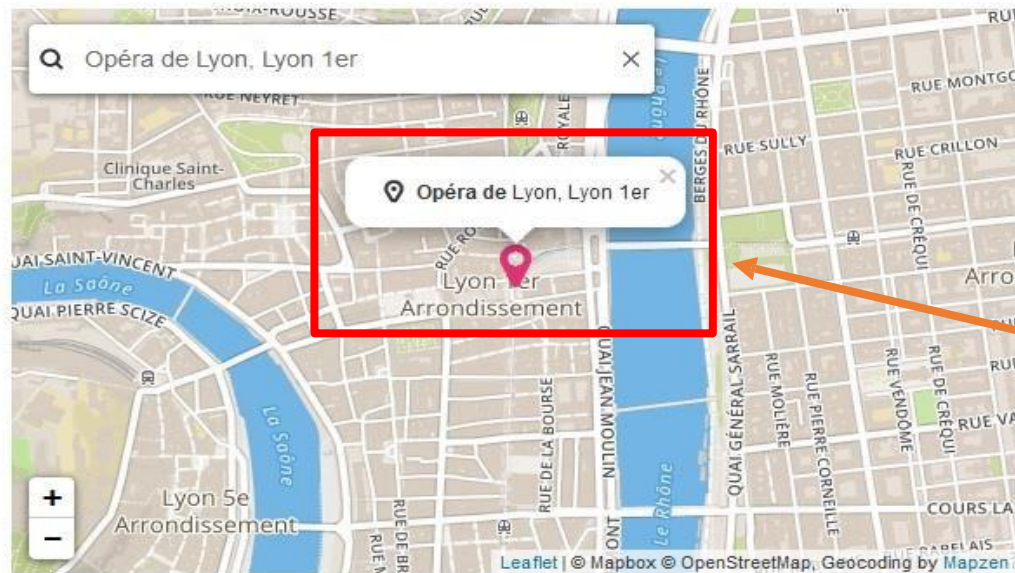 Opéra de Lyon, Lyon 1er
RUE NEYRET
Clinique Saint-
Charles
Opéra de Lyon, Lyon 1er
BERGES DU RHÔNE
RUE SULLY
RUE MONTGO
RUE CRILLON
RUE DE CRÉQUI
QUAI SAINT-VINCENT
La Saône
QUAI PIERRE SCIZE
Lyon 1er
Arrondissement
Arro
QUAI JEAN MOULIN
QUAI GÉNÉRAL SARRAIL
RUE MOLIÈRE
RUE PIERRE CORNEILLE
RUE VENDÔME
RUE DE CRÉQUI
RUE VA
La Saône
RUE DE LA BOURSE
Le Rhône
+
−
Lyon 5e
Arrondissement
COURS LA
Leaflet | © Mapbox © OpenStreetMap, Geocoding by Mapzen